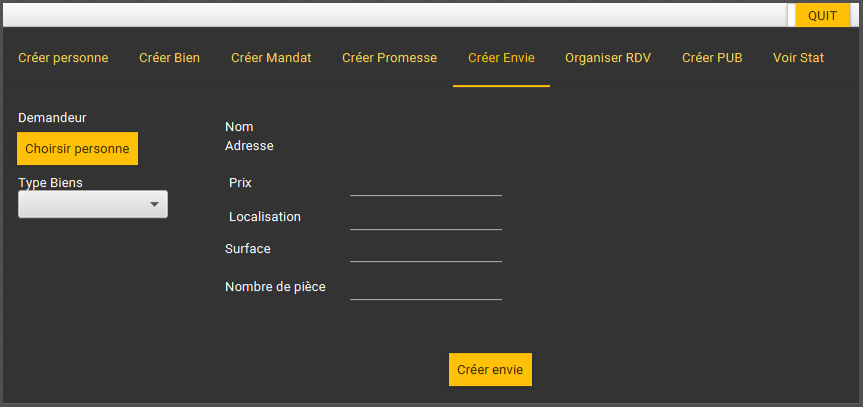 QUIT
Créer personne Créer Bien Créer Mandat Créer Promesse Créer Envie Organiser RDV Créer PUB Voir Stat
Demandeur
Choirsir personne
Type Biens
Nom
Adresse
Prix
Localisation
Surface
Nombre de pièce
Créer envie